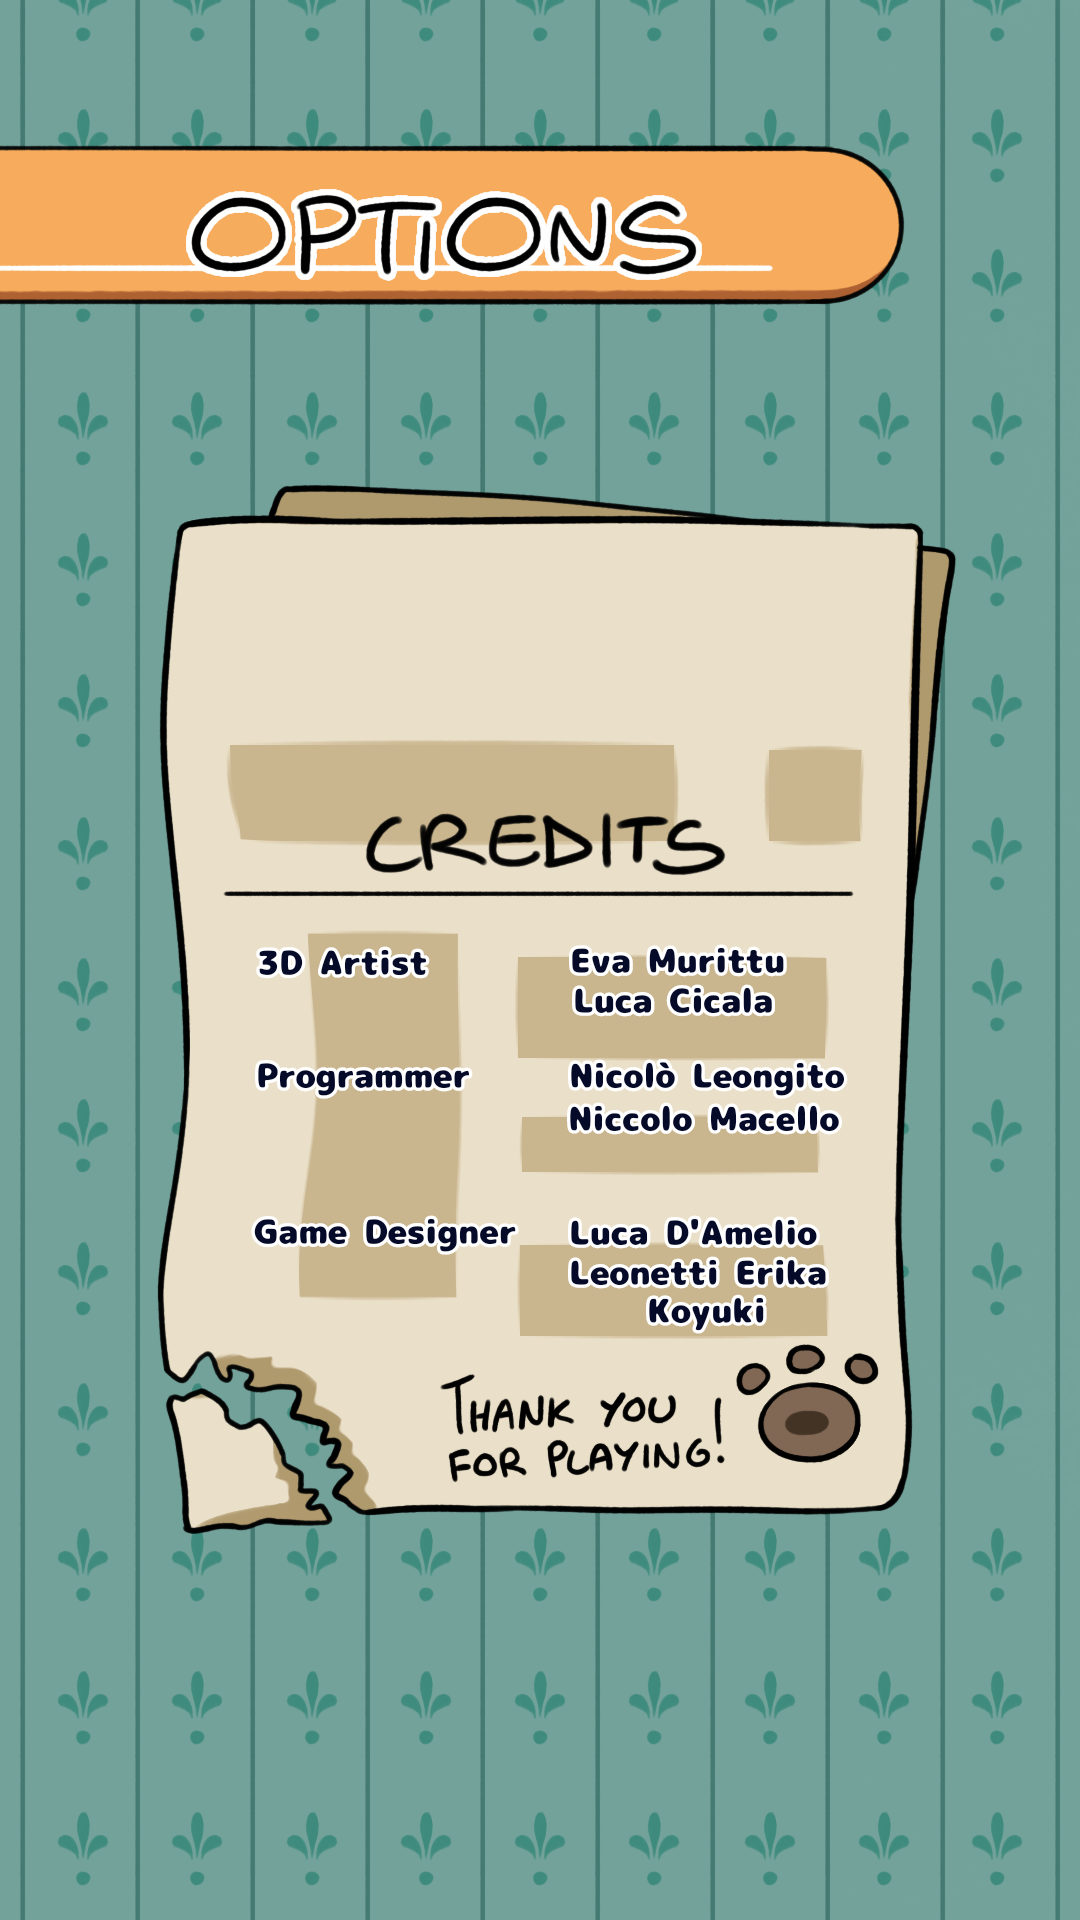 OPTIONS
CREDITS
3D Artist
Eva Murittu
Luca Cicala
Programmer
Nicolò Leongito
Niccolo Macello
Game Designer
Luca D'Amelio
Leonetti Erika
Koyuki
THANK YOU
FOR PLAYING!